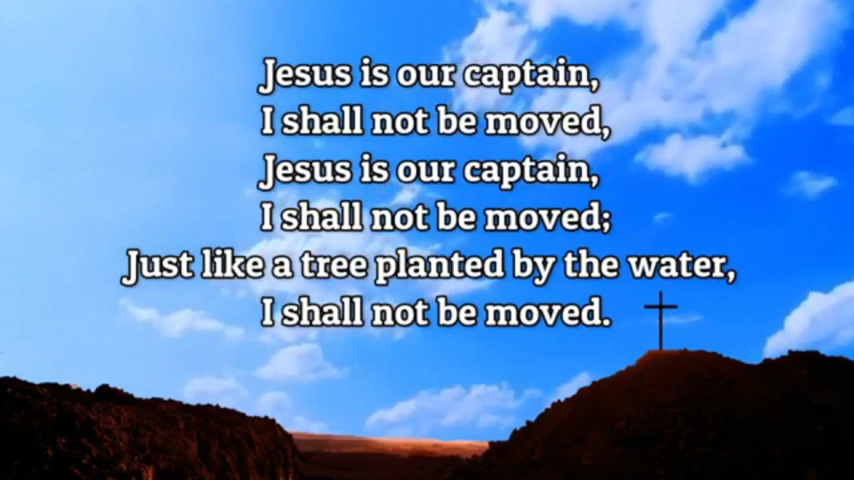 Jesus is our captain,
I shall not be moved,
Jesus is our captain,
I shall not be moved;
Just like a tree planted by the water,
I shall not be moved.